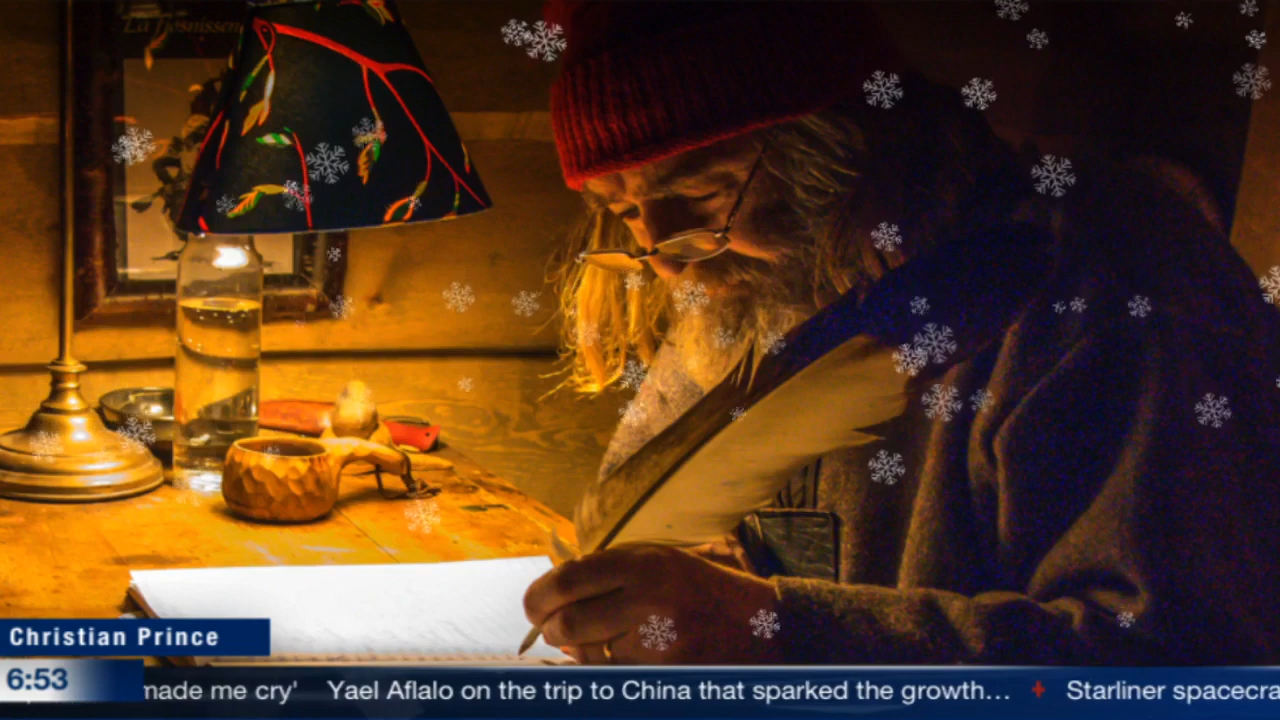 Christian Prince
6:53
made me cry' Yael Aflalo on the trip to China that sparked the growth... + Starliner spacecra